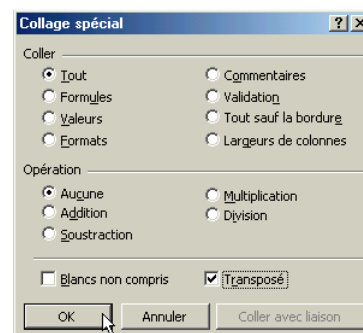 Collage spécial
Coller
Tout
Commentaires
Formules
Validation
Valeurs
Tout sauf la bordure
Formats
Largeurs de colonnes
Opération
Aucune
Multiplication
Addition
Division
Soustraction
Blancs non compris
Transposé
OK
Annuler
Coller avec liaison